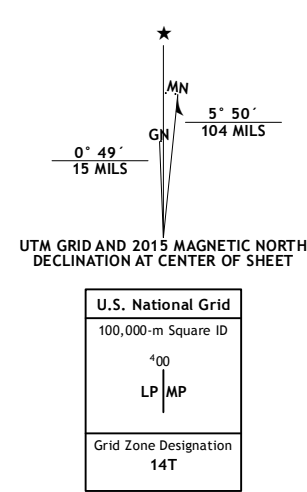 ★
MN
GN
5° 50´
104 MILS
0° 49´
15 MILS
UTM GRID AND 2015 MAGNETIC NORTH
DECLINATION AT CENTER OF SHEET
U.S. National Grid
100,000-m Square ID
⁴00
LP MP
Grid Zone Designation
14T